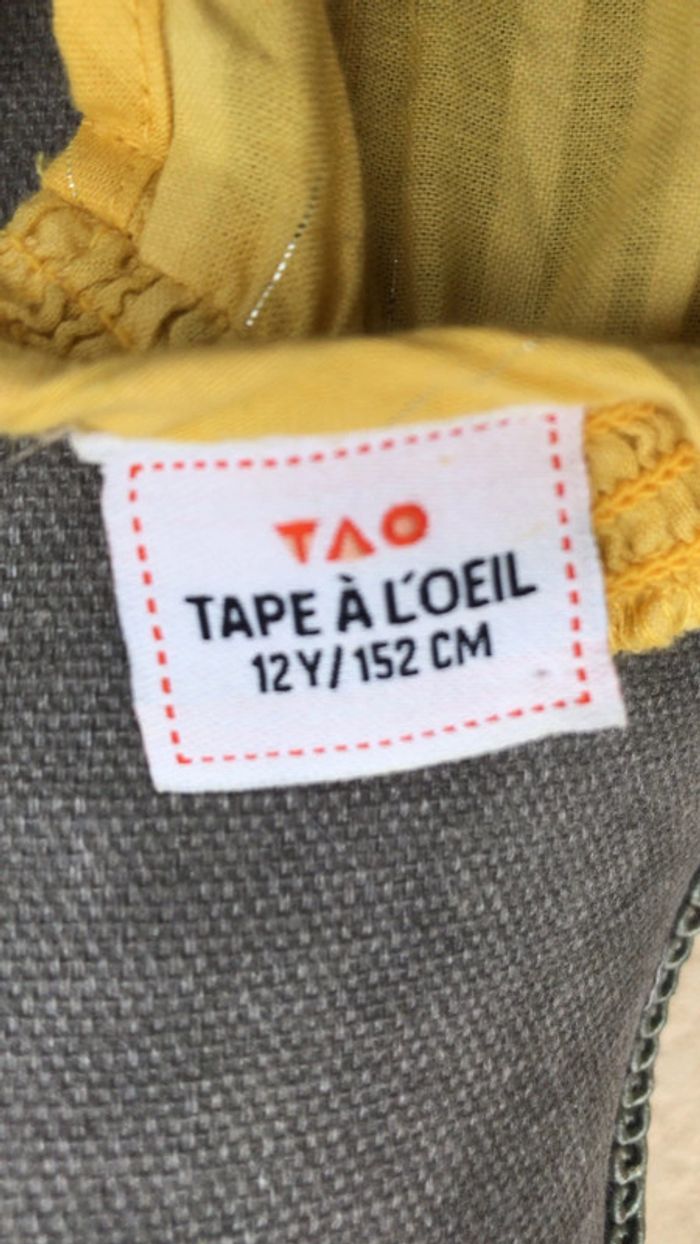 TAO
TAPE À L'OEIL
12Y/152 CM